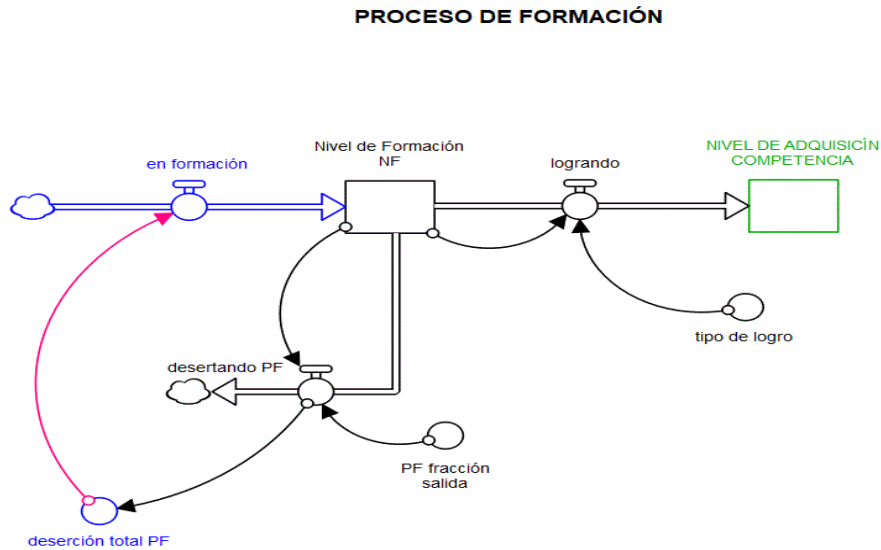 PROCESO DE FORMACIÓN
en formación
Nivel de Formación
NF
logrando
NIVEL DE ADQUISICÍN
COMPETENCIA
tipo de logro
desertando PF
PF fracción
salida
deserción total PF